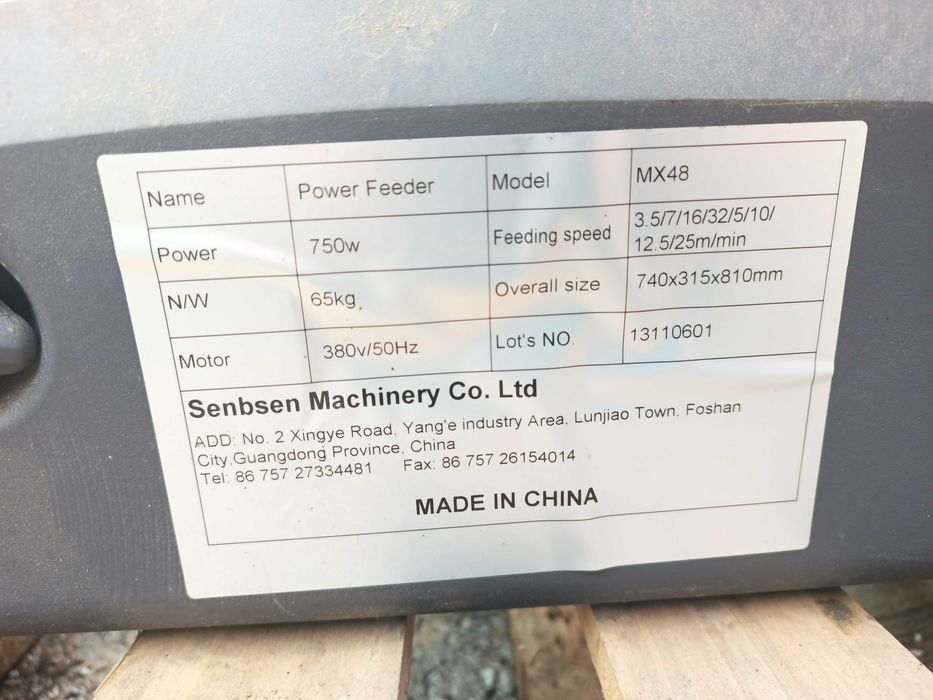 Name Power Feeder Model MX48
Power 750w Feeding speed 3.5/7/16/32/5/10/
12.5/25m/min
N/W 65kg Overall size 740x315x810mm
Motor 380v/50Hz Lot's NO. 13110601
Senbsen Machinery Co. Ltd
ADD: No. 2 Xingye Road, Yang'e industry Area, Lunjiao Town, Foshan
City,Guangdong Province, China
Tel: 86 757 27334481 Fax: 86 757 26154014
MADE IN CHINA